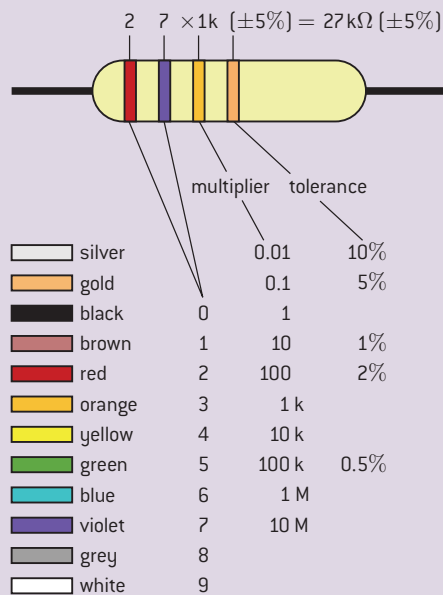 2 7 ×1k (±5%) = 27kΩ (±5%)
multiplier tolerance
silver 0.01 10%
gold 0.1 5%
black 0 1
brown 1 10 1%
red 2 100 2%
orange 3 1 k
yellow 4 10 k
green 5 100 k 0.5%
blue 6 1 M
violet 7 10 M
grey 8
white 9